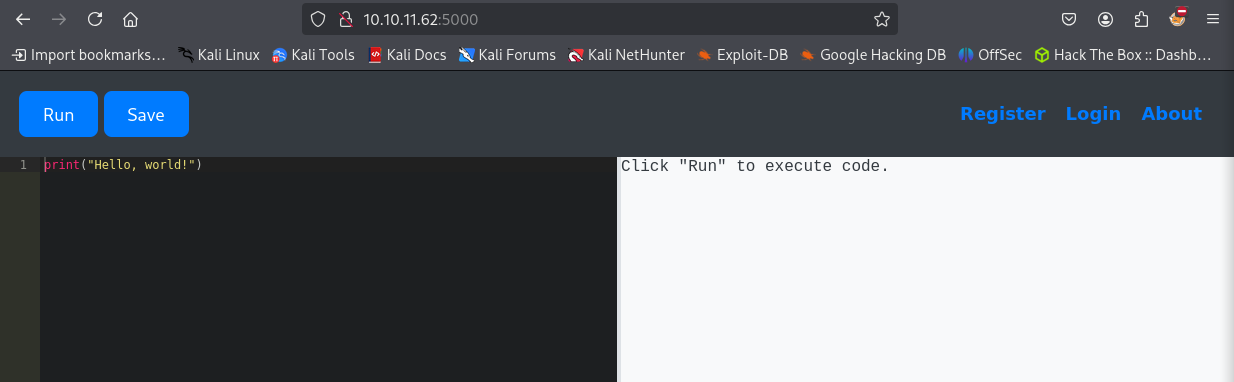 10.10.11.62:5000
Import bookmarks… Kali Linux Kali Tools Kali Docs Kali Forums Kali NetHunter Exploit-DB Google Hacking DB OffSec Hack The Box :: Dashb…
Run Save Register Login About
1 print("Hello, world!") Click "Run" to execute code.